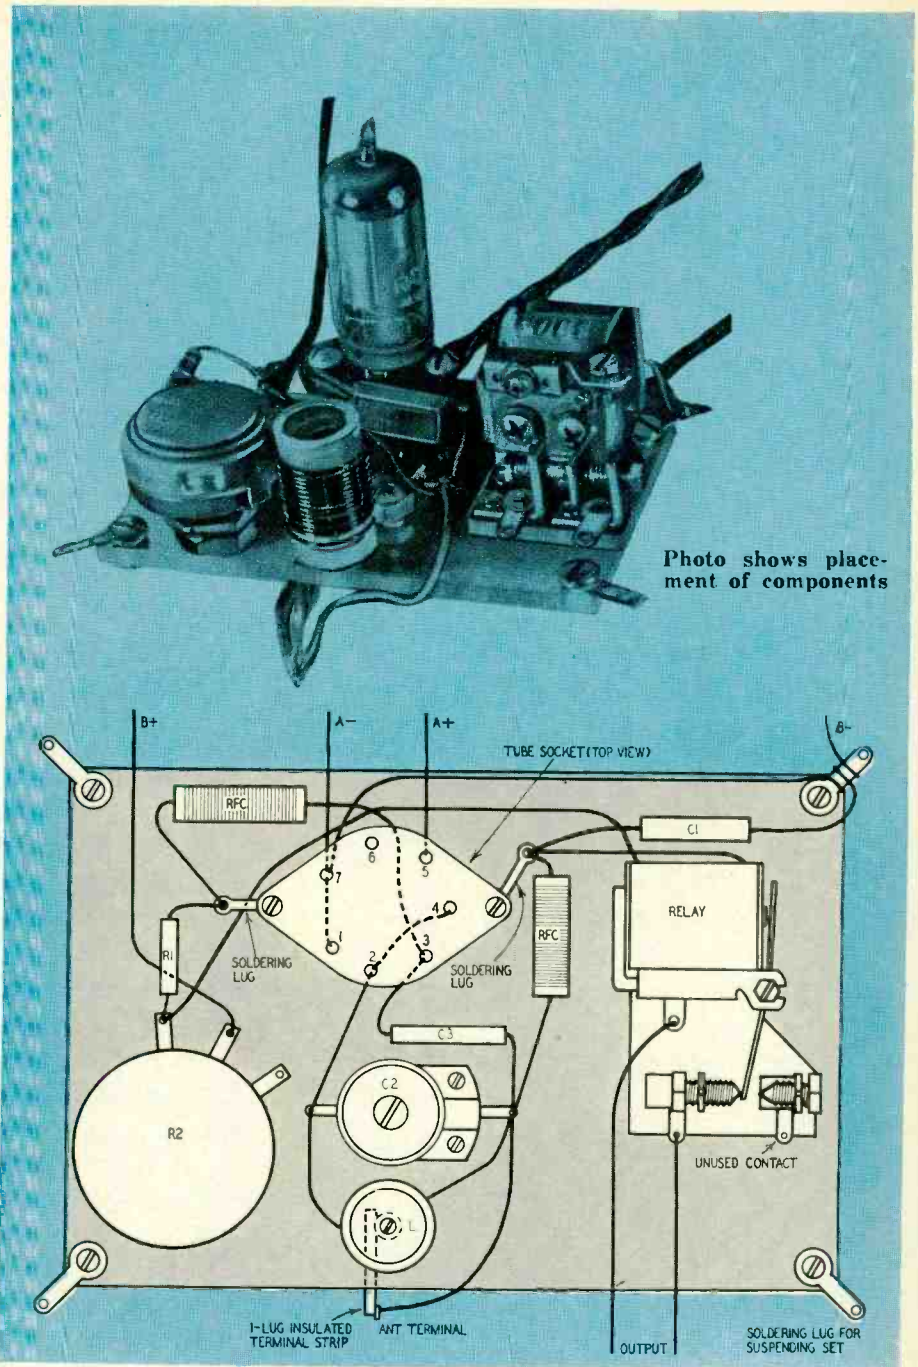 Photo shows place-
ment of components
B+
A-
A+
B-
TUBE SOCKET (TOP VIEW)
RFC
C1
6
5
7
4
RELAY
RFC
R1
1
2
3
SOLDERING
LUG
SOLDERING
LUG
C3
C2
R2
UNUSED CONTACT
L
1-LUG INSULATED
TERMINAL STRIP
ANT TERMINAL
OUTPUT
SOLDERING LUG FOR
SUSPENDING SET